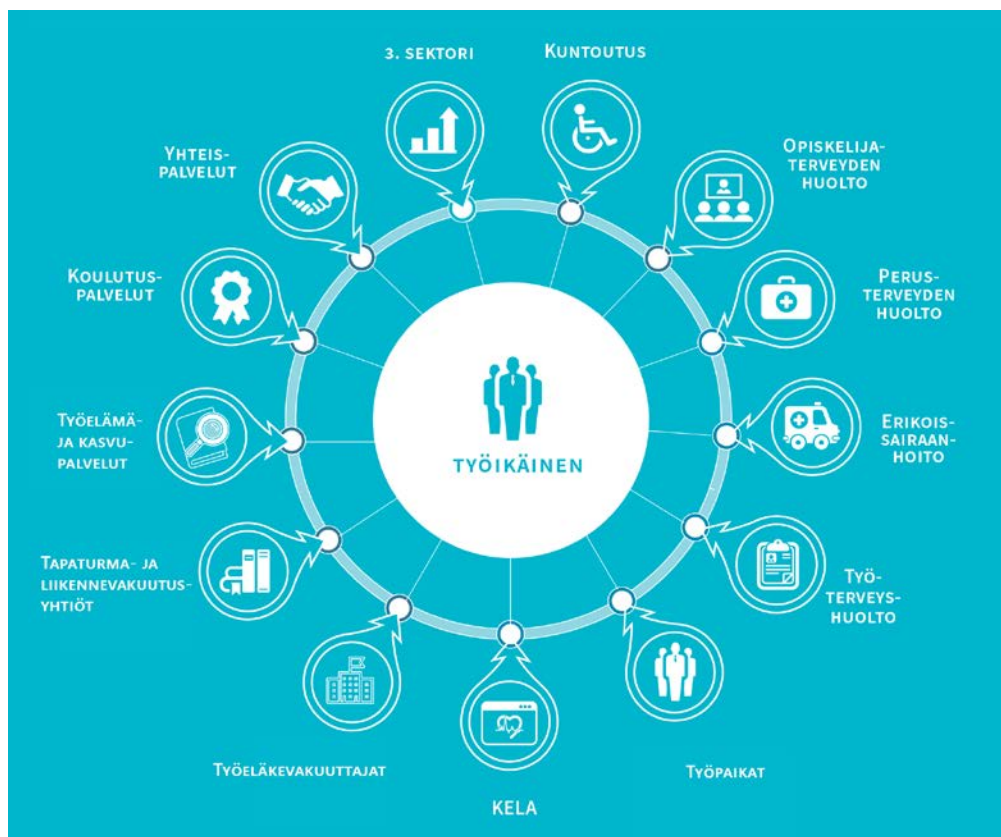 3. SEKTORI
KUNTOUTUS
OPISKELIJA-
TERVEYDEN
HUOLTO
PERUS-
TERVEYDEN
HUOLTO
ERIKOIS-
SAIRAAN-
HOITO
TYÖ-
TERVEYS-
HUOLTO
TYÖPAIKAT
KELA
TYÖELÄKEVAKUUTTAJAT
TAPATURMA- JA
LIIKENNEVAKUUTUS-
YHTIÖT
TYÖELÄMÄ-
JA KASVU-
PALVELUT
KOULUTUS-
PALVELUT
YHTEIS-
PALVELUT
TYÖIKÄINEN